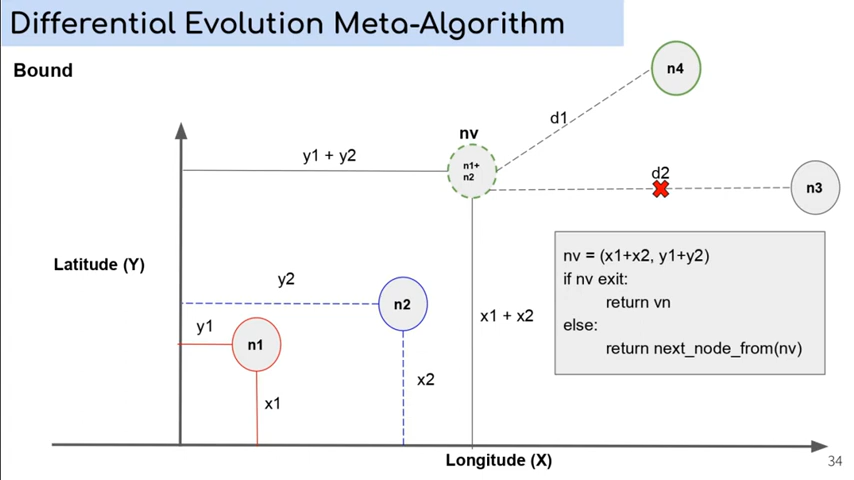 Differential Evolution Meta-Algorithm
Bound
n4
d1
nv
y1 + y2
n1+
n2
d2
n3
nv = (x1+x2, y1+y2)
if nv exit:
return vn
else:
return next_node_from(nv)
Latitude (Y)
y2
n2
x1 + x2
y1
n1
x2
x1
Longitude (X)
34